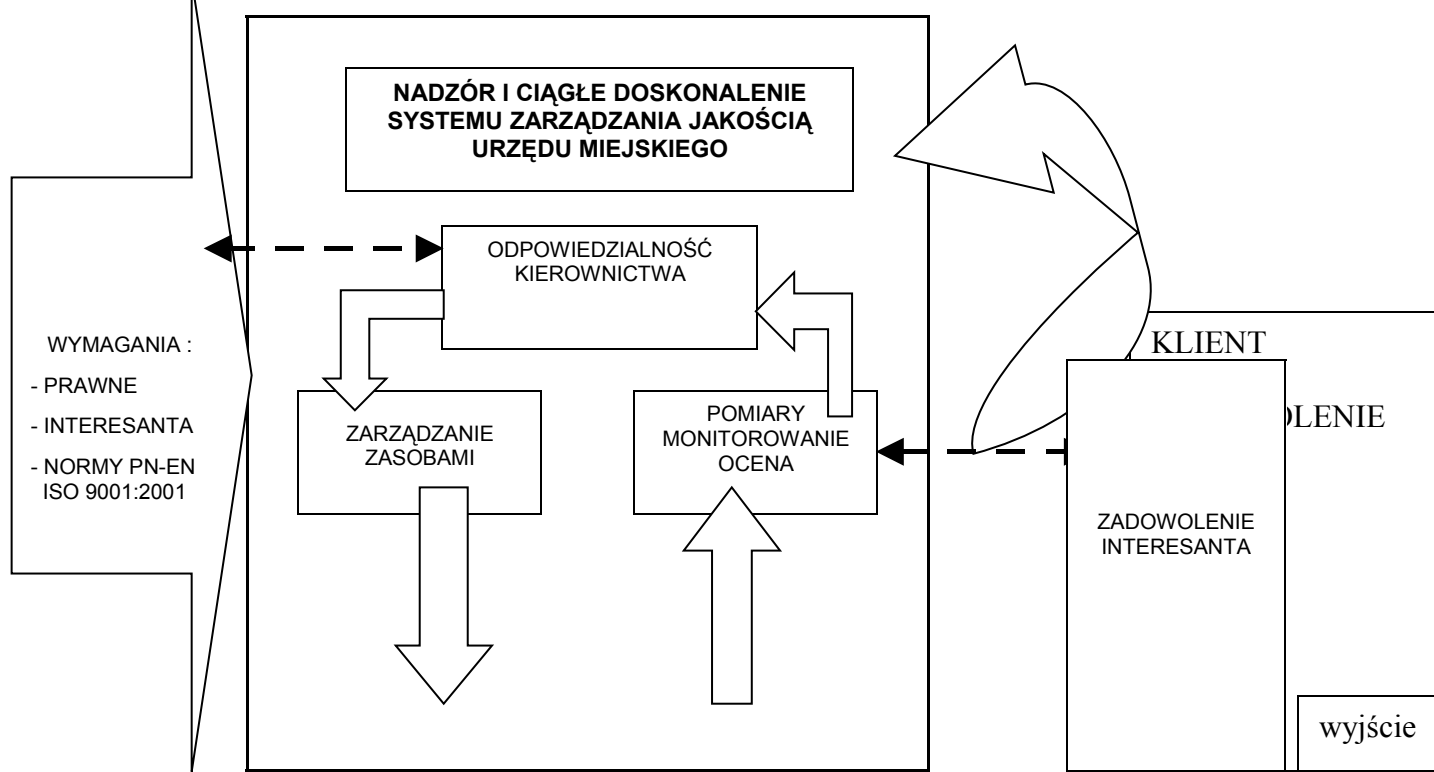 NADZÓR I CIĄGŁE DOSKONALENIE
SYSTEMU ZARZĄDZANIA JAKOŚCIĄ
URZĘDU MIEJSKIEGO
ODPOWIEDZIALNOŚĆ
KIEROWNICTWA
WYMAGANIA :
- PRAWNE
- INTERESANTA
- NORMY PN-EN
ISO 9001:2001
ZARZĄDZANIE
ZASOBAMI
POMIARY
MONITOROWANIE
OCENA
KLIENT
OLENIE
ZADOWOLENIE
INTERESANTA
wyjście